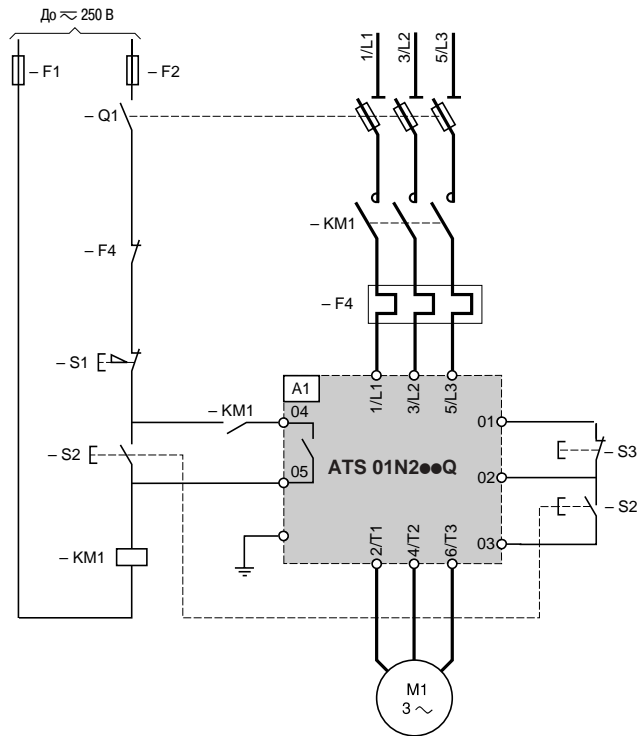 До ≂ 250 В
– F1
– F2
– Q1
1/L1
3/L2
5/L3
– KM1
– F4
– F4
– S1
A1
1/L1
3/L2
5/L3
– KM1
04
01
– S3
– S2
05
ATS 01N2●●Q
02
– S2
– KM1
2/T1
4/T2
6/T3
03
M1
3 ~